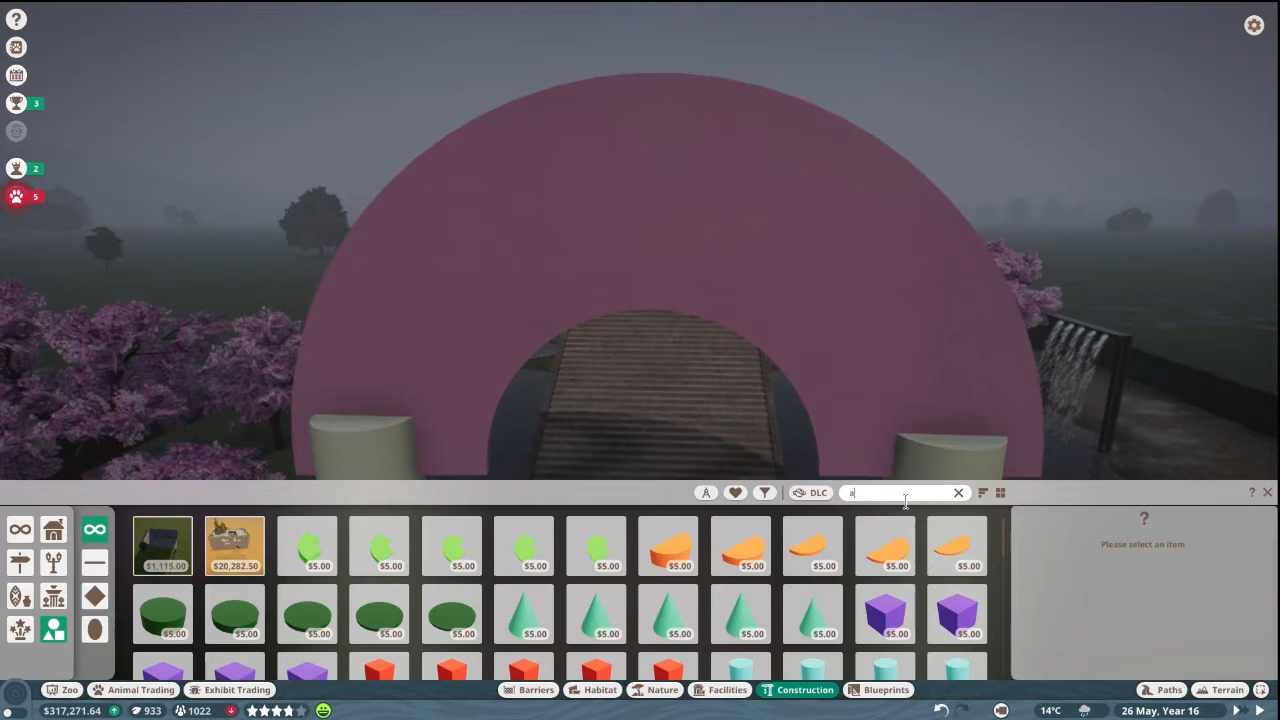 ?
3
2
5
DLC
a
?
$1,115.00
$20,282.50
$5.00
$5.00
$5.00
$5.00
$5.00
$5.00
$5.00
$5.00
$5.00
$5.00
?
Please select an item
$5.00
$5.00
$5.00
$5.00
$5.00
$5.00
$5.00
$5.00
$5.00
$5.00
$5.00
$5.00
Zoo
Animal Trading
Exhibit Trading
Barriers
Habitat
Nature
Facilities
Construction
Blueprints
Paths
Terrain
$317,271.64
933
1022
14°C
26 May, Year 16